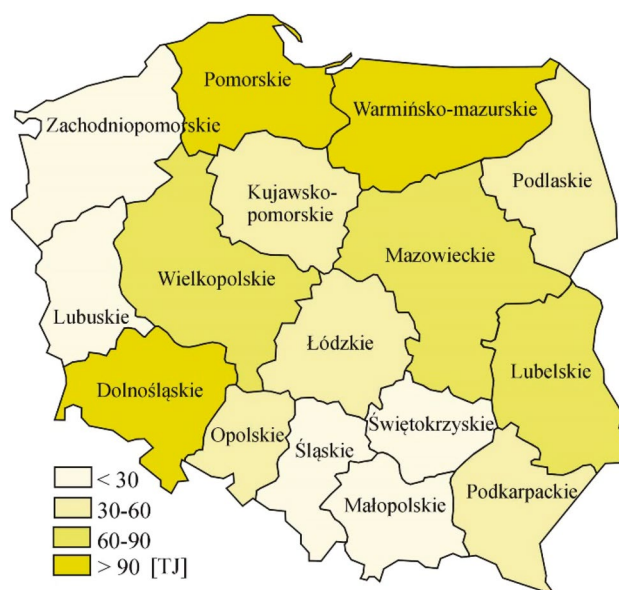 Pomorskie
Warmińsko-mazurskie
Zachodniopomorskie
Podlaskie
Kujawsko-
pomorskie
Mazowieckie
Wielkopolskie
Lubuskie
Łódzkie
Lubelskie
Dolnośląskie
Opolskie
Śląskie
Świętokrzyskie
Małopolskie
Podkarpackie
< 30
30-60
60-90
> 90 [TJ]